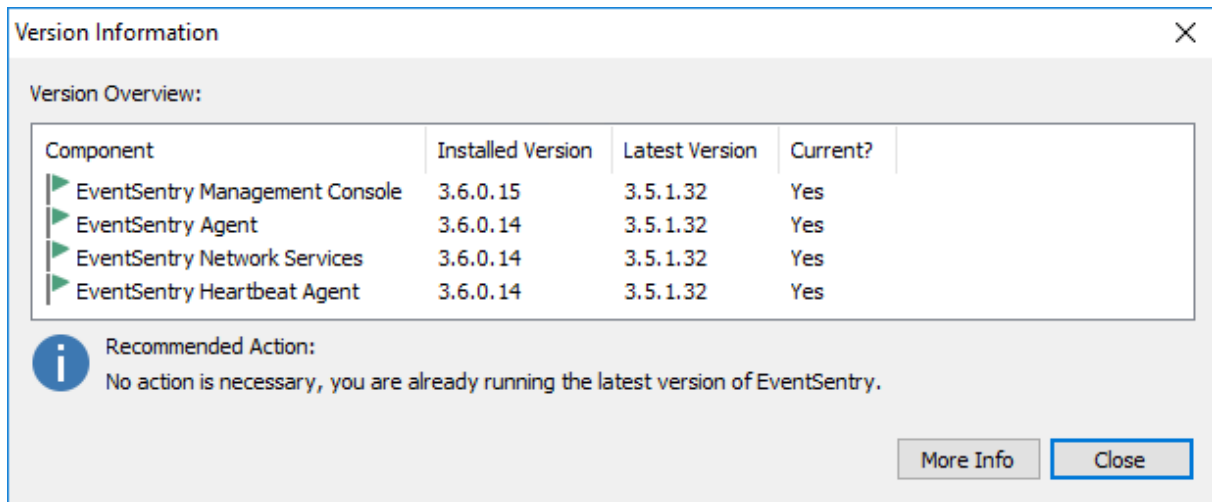 Version Information
Version Overview:
Component Installed Version Latest Version Current?
EventSentry Management Console 3.6.0.15 3.5.1.32 Yes
EventSentry Agent 3.6.0.14 3.5.1.32 Yes
EventSentry Network Services 3.6.0.14 3.5.1.32 Yes
EventSentry Heartbeat Agent 3.6.0.14 3.5.1.32 Yes
Recommended Action:
No action is necessary, you are already running the latest version of EventSentry.
More Info Close